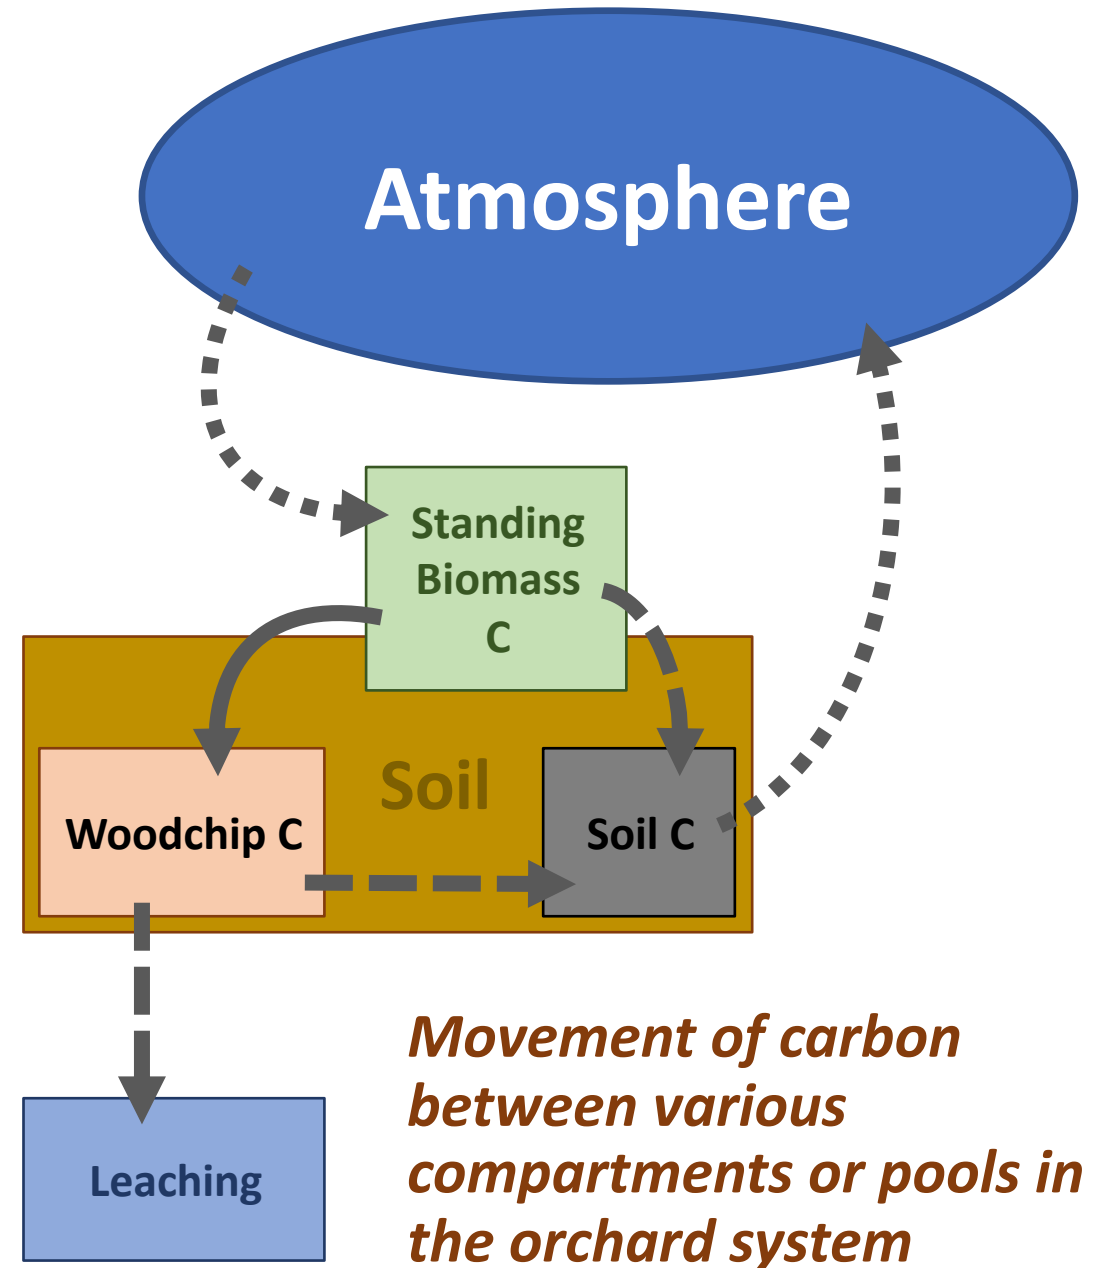 Atmosphere
Standing
Biomass
C
Soil
Woodchip C
Soil C
Leaching
Movement of carbon
between various
compartments or pools in
the orchard system